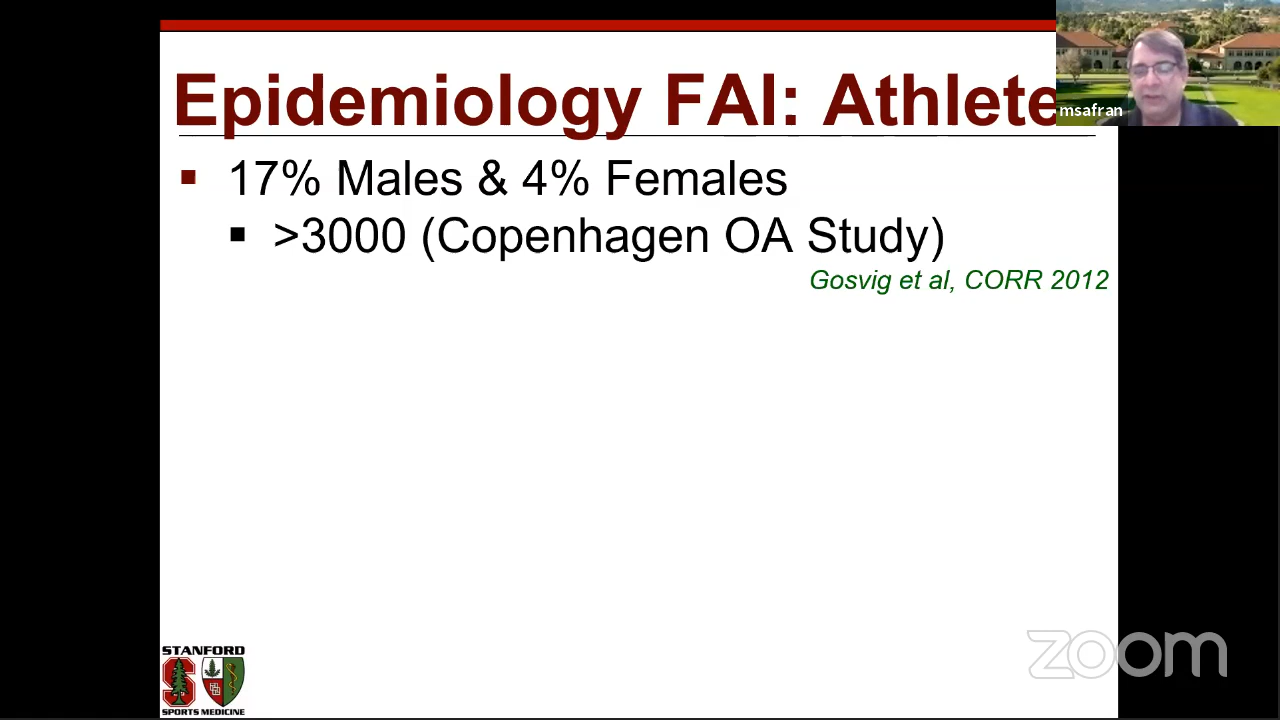 Epidemiology FAI: Athlete
msafran
17% Males & 4% Females
>3000 (Copenhagen OA Study)
Gosvig et al, CORR 2012
STANFORD
S
SPORTS MEDICINE
zoom